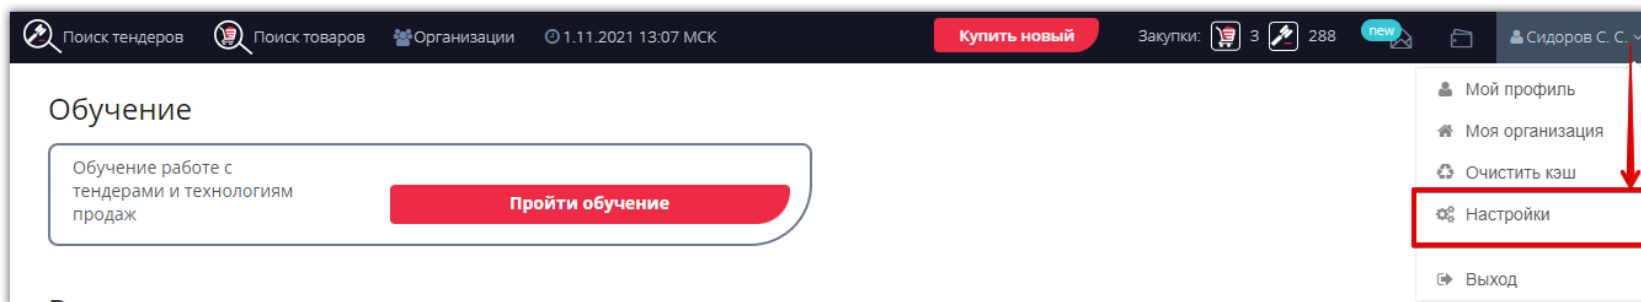 Поиск тендеров Поиск товаров Организации 1.11.2021 13:07 МСК Купить новый Закупки: 3 288 new Сидоров С. С.
Мой профиль
Моя организация
Очистить кэш
Настройки
Выход
Обучение
Обучение работе с
тендерами и технологиям
продаж
Пройти обучение